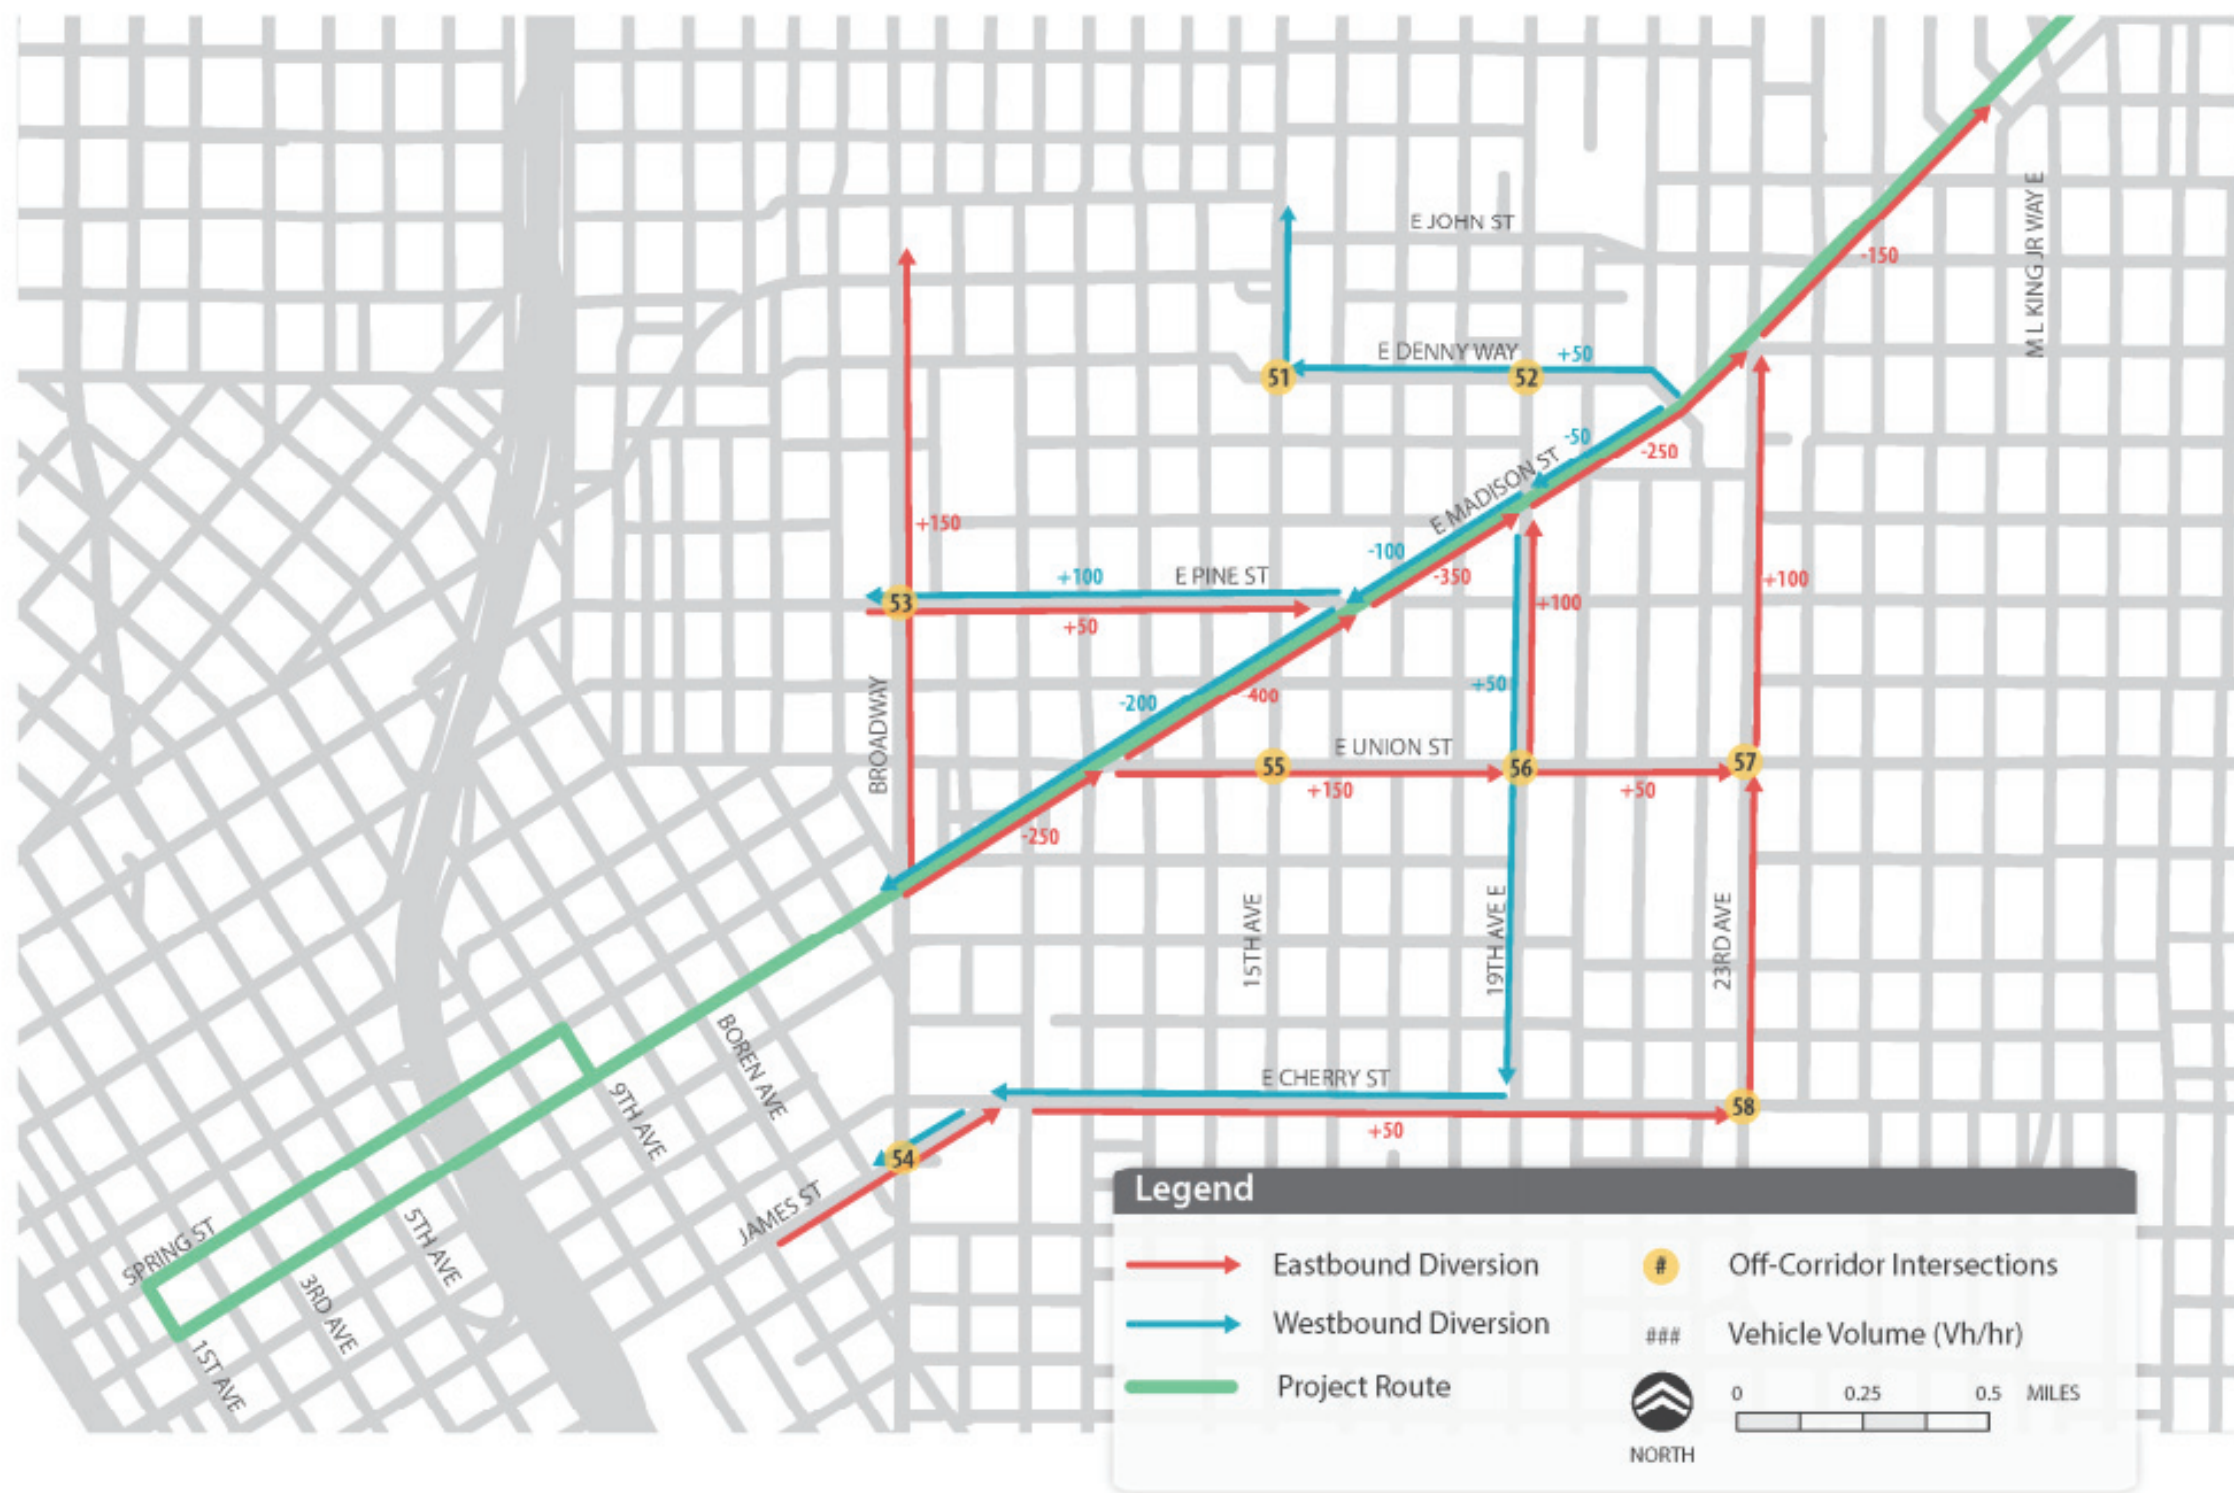 E JOHN ST
M L KING JR WAY E
-150
E DENNY WAY
+50
51
52
-50
-250
E MADISON ST
+150
-100
-350
+100
E PINE ST
53
+50
+100
+100
+50
-200
-400
BROADWAY
E UNION ST
55
56
57
+150
+50
-250
15TH AVE
19TH AVE E
23RD AVE
BOREN AVE
9TH AVE
E CHERRY ST
58
+50
54
JAMES ST
SPRING ST
5TH AVE
3RD AVE
1ST AVE
Legend
Eastbound Diversion
# Off-Corridor Intersections
Westbound Diversion
### Vehicle Volume (Vh/hr)
Project Route
0 0.25 0.5 MILES
NORTH